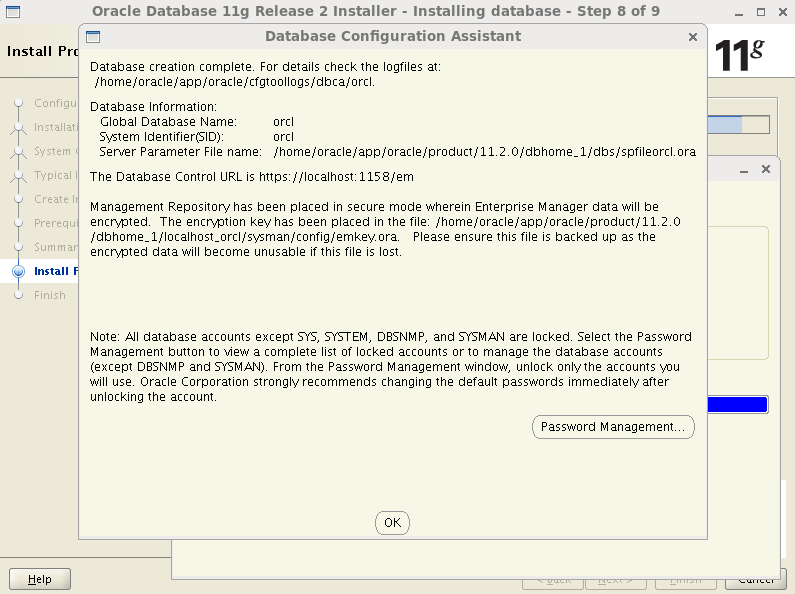 Oracle Database 11g Release 2 Installer - Installing database - Step 8 of 9
Database Configuration Assistant
Install Pro
11g
Database creation complete. For details check the logfiles at:
/home/oracle/app/oracle/cfgtoollogs/dbca/orcl.
Database Information:
Global Database Name: orcl
System Identifier(SID): orcl
Server Parameter File name: /home/oracle/app/oracle/product/11.2.0/dbhome_1/dbs/spfileorcl.ora
The Database Control URL is https://localhost:1158/em
Management Repository has been placed in secure mode wherein Enterprise Manager data will be
encrypted. The encryption key has been placed in the file: /home/oracle/app/oracle/product/11.2.0
/dbhome_1/localhost_orcl/sysman/config/emkey.ora. Please ensure this file is backed up as the
encrypted data will become unusable if this file is lost.
Note: All database accounts except SYS, SYSTEM, DBSNMP, and SYSMAN are locked. Select the Password
Management button to view a complete list of locked accounts or to manage the database accounts
(except DBSNMP and SYSMAN). From the Password Management window, unlock only the accounts you
will use. Oracle Corporation strongly recommends changing the default passwords immediately after
unlocking the account.
Password Management...
OK
Configu
Installati
System C
Typical I
Create In
Prerequi
Summar
Install P
Finish
Help
< Back
Next >
Finish
Cancel